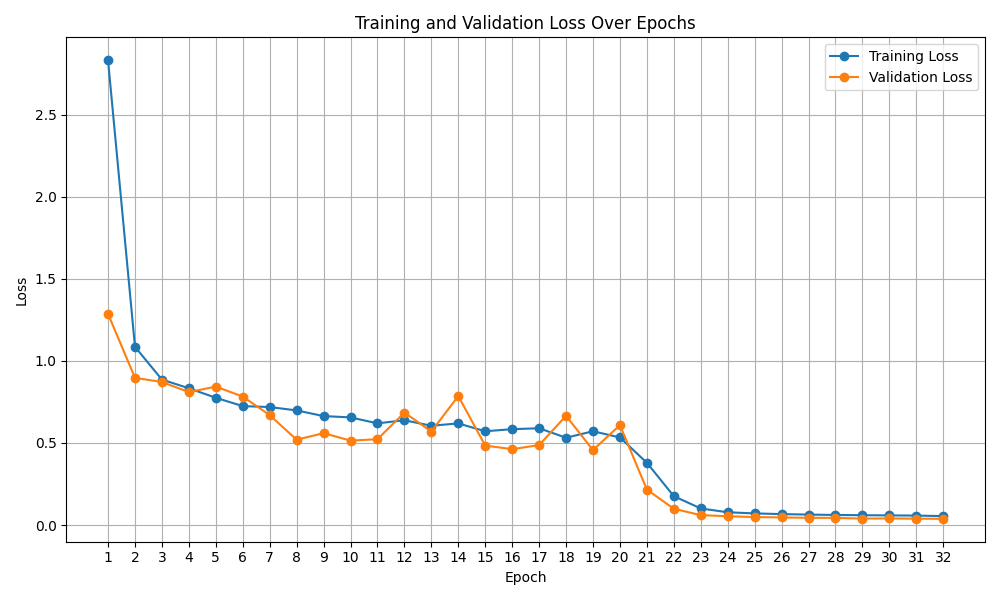 Training and Validation Loss Over Epochs
Training Loss
Validation Loss
Loss
2.5
2.0
1.5
1.0
0.5
0.0
1 2 3 4 5 6 7 8 9 10 11 12 13 14 15 16 17 18 19 20 21 22 23 24 25 26 27 28 29 30 31 32
Epoch